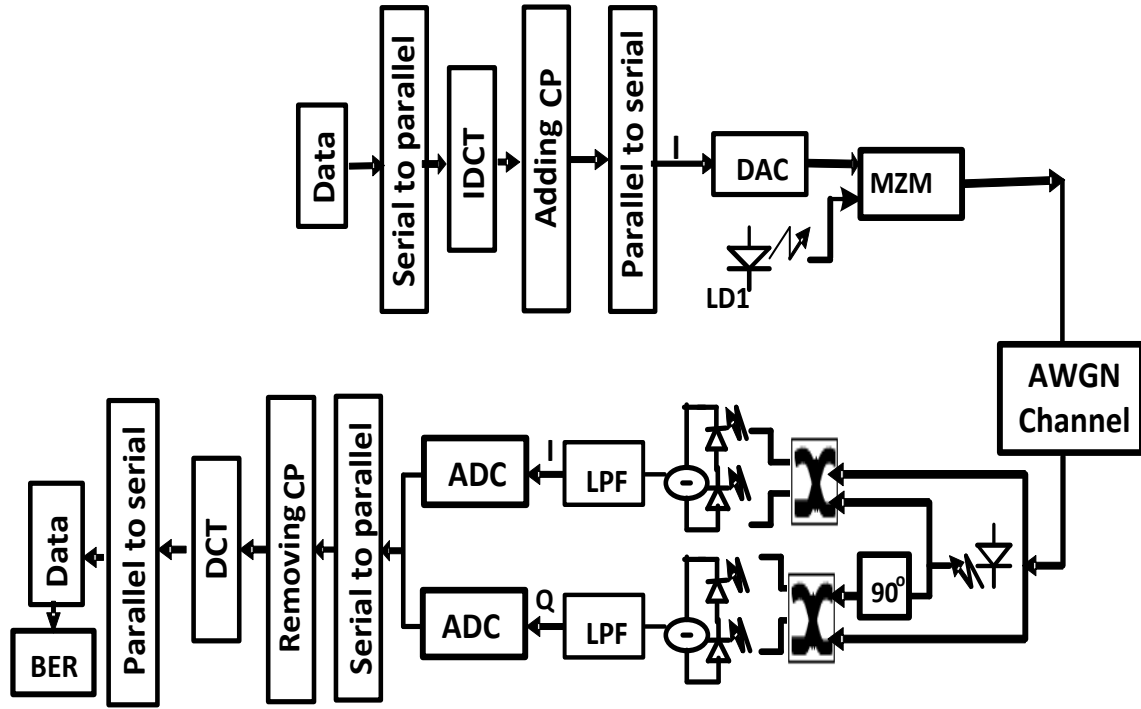 Data
Serial to parallel
IDCT
Adding CP
Parallel to serial
I
DAC
MZM
LD1
AWGN
Channel
90°
LPF
I
ADC
LPF
Q
ADC
Serial to parallel
Removing CP
DCT
Parallel to serial
Data
BER